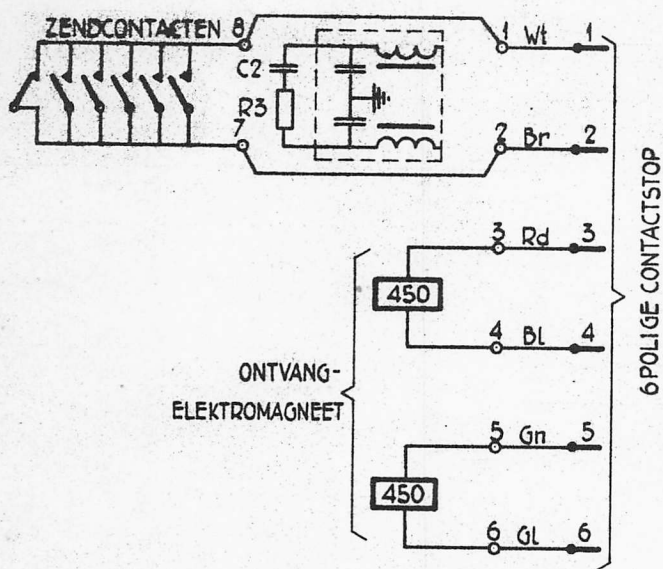 ZENDCONTACTEN 8
1 Wt 1
C2
R3
7
2 Br 2
3 Rd 3
450
4 Bl 4
ONTVANG-
ELEKTROMAGNEET
5 Gn 5
450
6 Gl 6
6POLIGE CONTACTSTOP